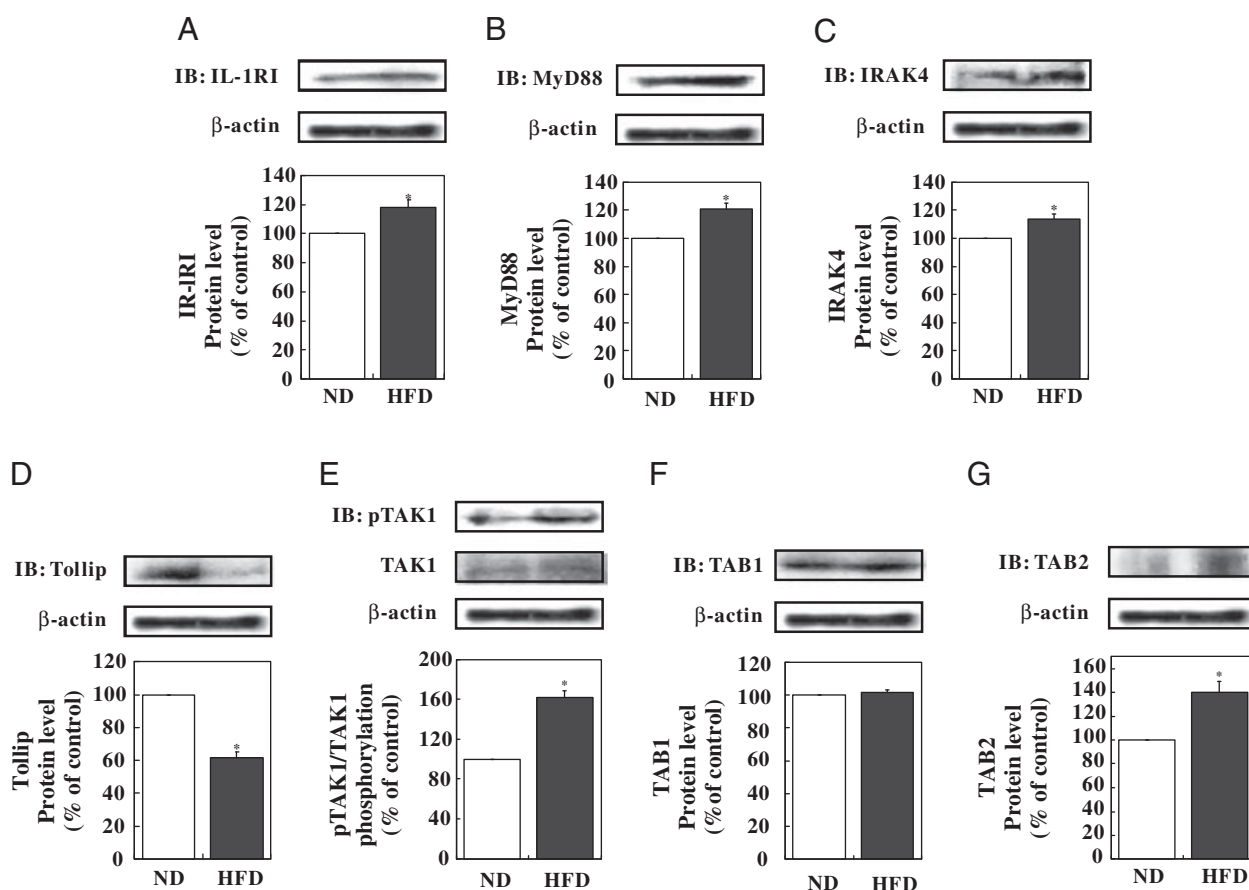 A
IB: IL-1RI
β-actin
140
120
100
80
60
40
20
0
IR-IRI
Protein level
(% of control)
*
ND HFD
B
IB: MyD88
β-actin
140
120
100
80
60
40
20
0
MyD88
Protein level
(% of control)
*
ND HFD
C
IB: IRAK4
β-actin
140
120
100
80
60
40
20
0
IRAK4
Protein level
(% of control)
*
ND HFD
D
IB: Tollip
β-actin
120
100
80
60
40
20
0
Tollip
Protein level
(% of control)
*
ND HFD
E
IB: pTAK1
TAK1
β-actin
200
160
120
80
40
0
pTAK1/TAK1
phosphorylation
(% of control)
*
ND HFD
F
IB: TAB1
β-actin
120
100
80
60
40
20
0
TAB1
Protein level
(% of control)
ND HFD
G
IB: TAB2
β-actin
160
140
120
100
80
60
40
20
0
TAB2
Protein level
(% of control)
*
ND HFD